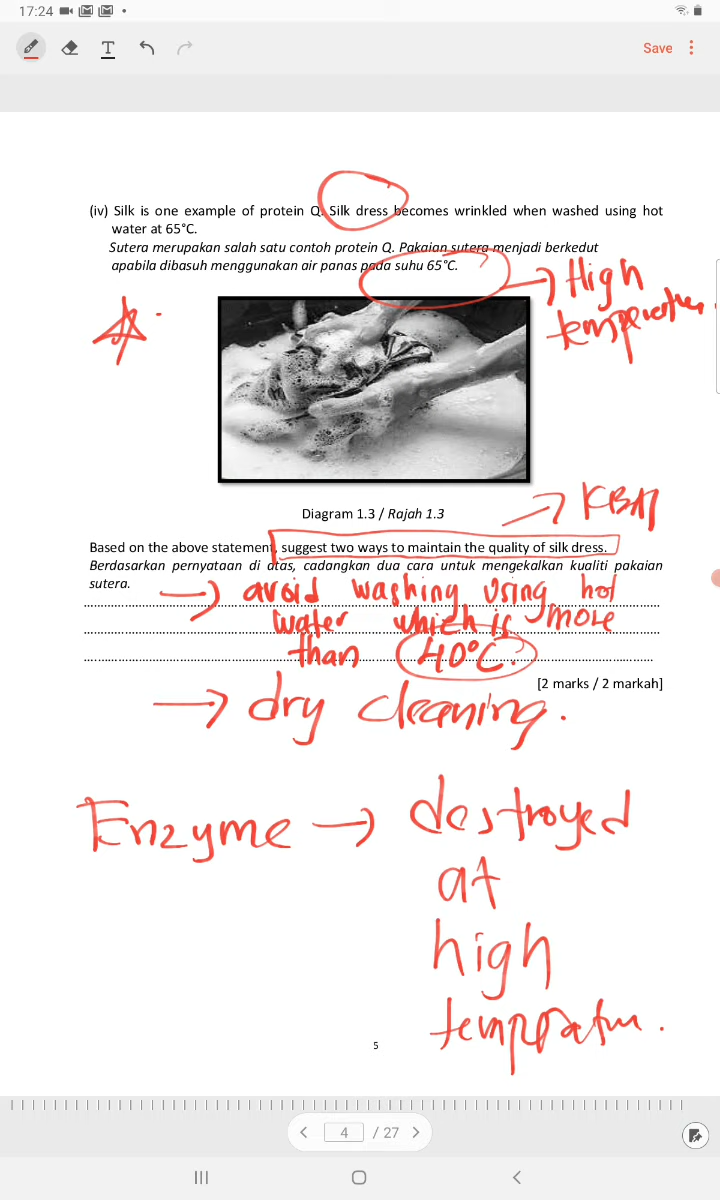 17:24
T
Save
(iv) Silk is one example of protein Q. Silk dress becomes wrinkled when washed using hot
water at 65°C.
Sutera merupakan salah satu contoh protein Q. Pakaian sutera menjadi berkedut
apabila dibasuh menggunakan air panas pada suhu 65°C.
→ High
temperature
Diagram 1.3 / Rajah 1.3
→ KBAT
Based on the above statement, suggest two ways to maintain the quality of silk dress.
Berdasarkan pernyataan di atas, cadangkan dua cara untuk mengekalkan kualiti pakaian
sutera.
→ avoid washing using hot
water which is more
than 40°C.
[2 marks / 2 markah]
→ dry cleaning.
Enzyme → destroyed
at
high
5
4 / 27